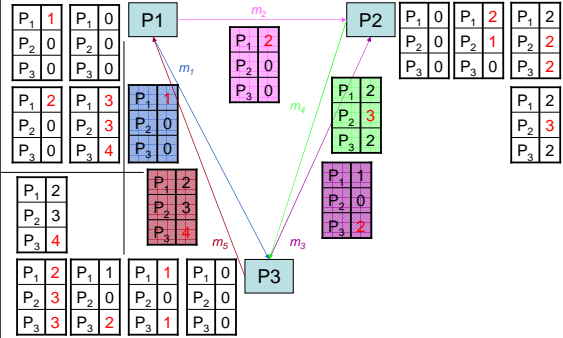 P1 1 P1 0 P1 m2 P2 P1 0 P1 2 P1 2
P2 0 P2 0 P1 2 P2 0 P2 1 P2 2
P3 0 P3 0 m1 P2 0 P3 0 P3 0 P3 2
P3 0
P1 2 P1 3 P1 1 m4 P1 2 P1 2
P2 0 P2 3 P2 0 P2 3 P2 3
P3 0 P3 4 P3 0 P3 2 P3 2
P1 2 P1 2 P1 1
P2 3 P2 3 P2 0
P3 4 P3 4 m5 m3 P3 2
P1 2 P1 1 P1 1 P1 0 P3
P2 3 P2 0 P2 0 P2 0
P3 3 P3 2 P3 1 P3 0